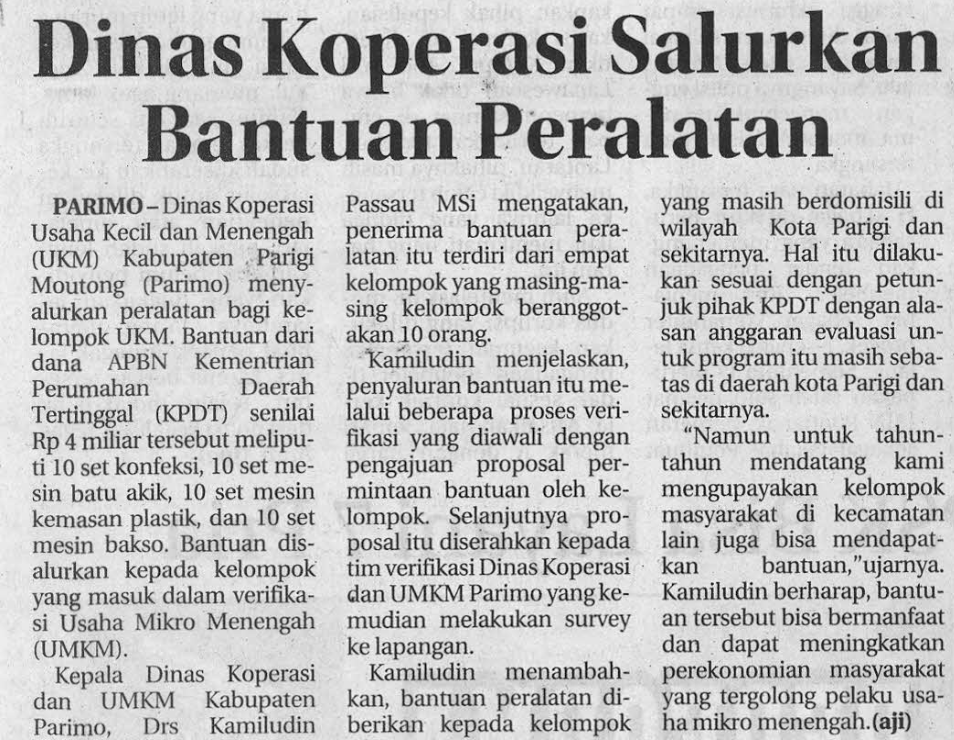 Dinas Koperasi Salurkan
Bantuan Peralatan
PARIMO – Dinas Koperasi
Usaha Kecil dan Menengah
(UKM) Kabupaten Parigi
Moutong (Parimo) meny-
alurkan peralatan bagi ke-
lompok UKM. Bantuan dari
dana APBN Kementrian
Perumahan Daerah
Tertinggal (KPDT) senilai
Rp 4 miliar tersebut melipu-
ti 10 set konfeksi, 10 set me-
sin batu akik, 10 set mesin
kemasan plastik, dan 10 set
mesin bakso. Bantuan dis-
alurkan kepada kelompok
yang masuk dalam verifika-
si Usaha Mikro Menengah
(UMKM).
Kepala Dinas Koperasi
dan UMKM Kabupaten
Parimo, Drs Kamiludin
Passau MSi mengatakan,
penerima bantuan pera-
latan itu terdiri dari empat
kelompok yang masing-ma-
sing kelompok beranggot-
akan 10 orang.
Kamiludin menjelaskan,
penyaluran bantuan itu me-
lalui beberapa proses veri-
fikasi yang diawali dengan
pengajuan proposal per-
mintaan bantuan oleh ke-
lompok. Selanjutnya pro-
posal itu diserahkan kepada
tim verifikasi Dinas Koperasi
dan UMKM Parimo yang ke-
mudian melakukan survey
ke lapangan.
Kamiludin menambah-
kan, bantuan peralatan di-
berikan kepada kelompok
yang masih berdomisili di
wilayah Kota Parigi dan
sekitarnya. Hal itu dilaku-
kan sesuai dengan petun-
juk pihak KPDT dengan ala-
san anggaran evaluasi un-
tuk program itu masih seba-
tas di daerah kota Parigi dan
sekitarnya.
"Namun untuk tahun-
tahun mendatang kami
mengupayakan kelompok
masyarakat di kecamatan
lain juga bisa mendapat-
kan bantuan,"ujarnya.
Kamiludin berharap, bantu-
an tersebut bisa bermanfaat
dan dapat meningkatkan
perekonomian masyarakat
yang tergolong pelaku usa-
ha mikro menengah.(aji)